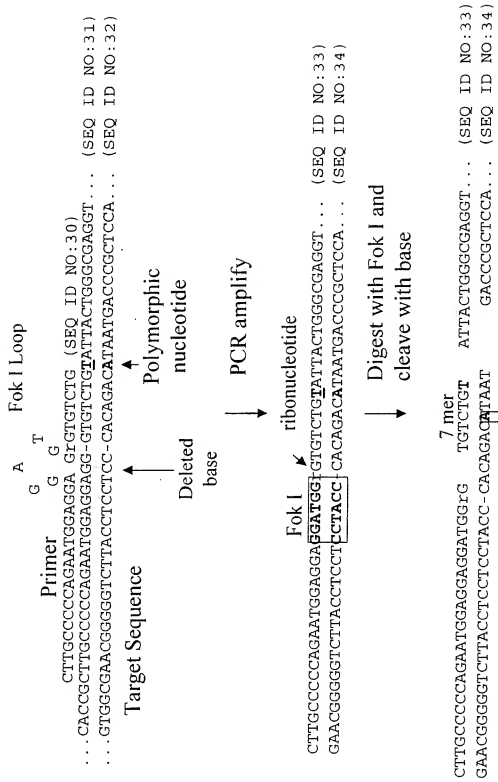 Fok I Loop
A
G T
Primer G G
CTTGCCCCCAGAATGGAGGA GrGTGTCTG (SEQ ID NO:30)
...CACCGCTTGCCCCCAGAATGGAGGAGG-GTGTCTGTATTACTGGGCGAGGT... (SEQ ID NO:31)
...GTGGCGAACGGGGGTCTTACCTCCTCC-CACAGACATAATGACCCGCTCCA... (SEQ ID NO:32)
Target Sequence
Deleted
base
Polymorphic
nucleotide
PCR amplify
Fok I
ribonucleotide
CTTGCCCCCAGAATGGAGGAGGATGGrGTGTCTGTATTACTGGGCGAGGT... (SEQ ID NO:33)
GAACGGGGGTCTTACCTCCTCCTACC-CACAGACATAATGACCCGCTCCA... (SEQ ID NO:34)
Digest with Fok I and
cleave with base
7 mer
CTTGCCCCCAGAATGGAGGAGGATGGrG TGTCTGT ATTACTGGGCGAGGT... (SEQ ID NO:33)
GAACGGGGGTCTTACCTCCTCCTACC-CACAGACATAAT GACCCGCTCCA... (SEQ ID NO:34)